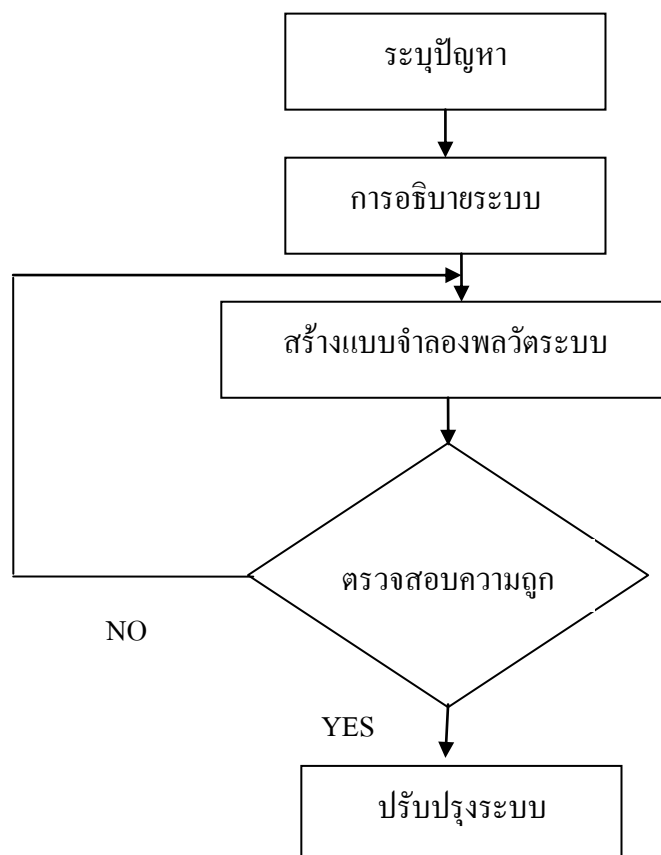 ระบุปัญหา
การอธิบายระบบ
สร้างแบบจำลองพลวัตระบบ
ตรวจสอบความถูก
NO
YES
ปรับปรุงระบบ